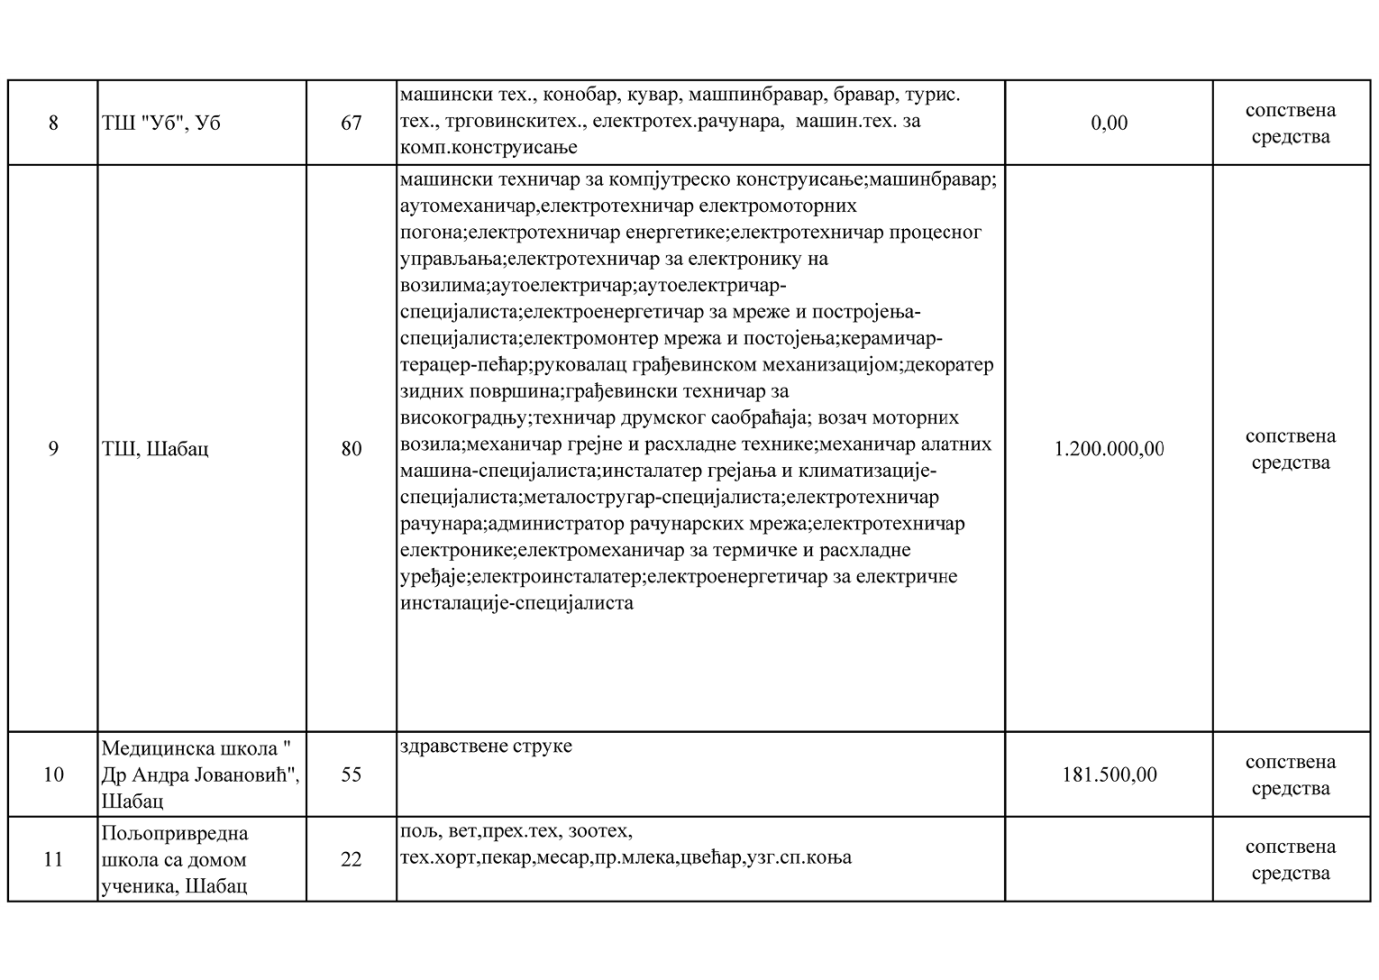 8
ТШ "Уб", Уб
67
машински тех., конобар, кувар, машпинбравар, бравар, турис.
тех., трговинскитех., електротех.рачунара,  машин.тех. за
комп.конструисање
0,00
сопствена
средства
9
ТШ, Шабац
80
машински техничар за компјутреско конструисање;машинбравар;
аутомеханичар,електротехничар електромоторних
погона;електротехничар енергетике;електротехничар процесног
управљања;електротехничар за електронику на
возилима;аутоелектричар;аутоелектричар-
специјалиста;електроенергетичар за мреже и постројења-
специјалиста;електромонтер мрежа и постојења;керамичар-
терацер-пећар;руковалац грађевинском механизацијом;декоратер
зидних површина;грађевински техничар за
високоградњу;техничар друмског саобраћаја; возач моторних
возила;механичар грејне и расхладне технике;механичар алатних
машина-специјалиста;инсталатер грејања и климатизације-
специјалиста;металостругар-специјалиста;електротехничар
рачунара;администратор рачунарских мрежа;електротехничар
електронике;електромеханичар за термичке и расхладне
уређаје;електроинсталатер;електроенергетичар за електричне
инсталације-специјалиста
1.200.000,00
сопствена
средства
10
Медицинска школа "
Др Андра Јовановић",
Шабац
55
здравствене струке
181.500,00
сопствена
средства
11
Пољопривредна
школа са домом
ученика, Шабац
22
пољ, вет,прех.тех, зоотех,
тех.хорт,пекар,месар,пр.млека,цвећар,узг.сп.коња
сопствена
средства